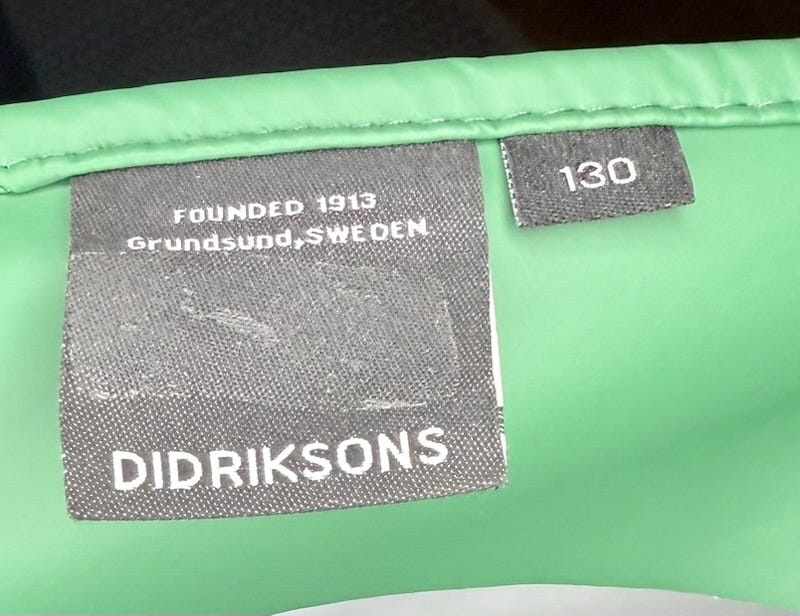 FOUNDED 1913
Grundsund,SWEDEN
DIDRIKSONS
130